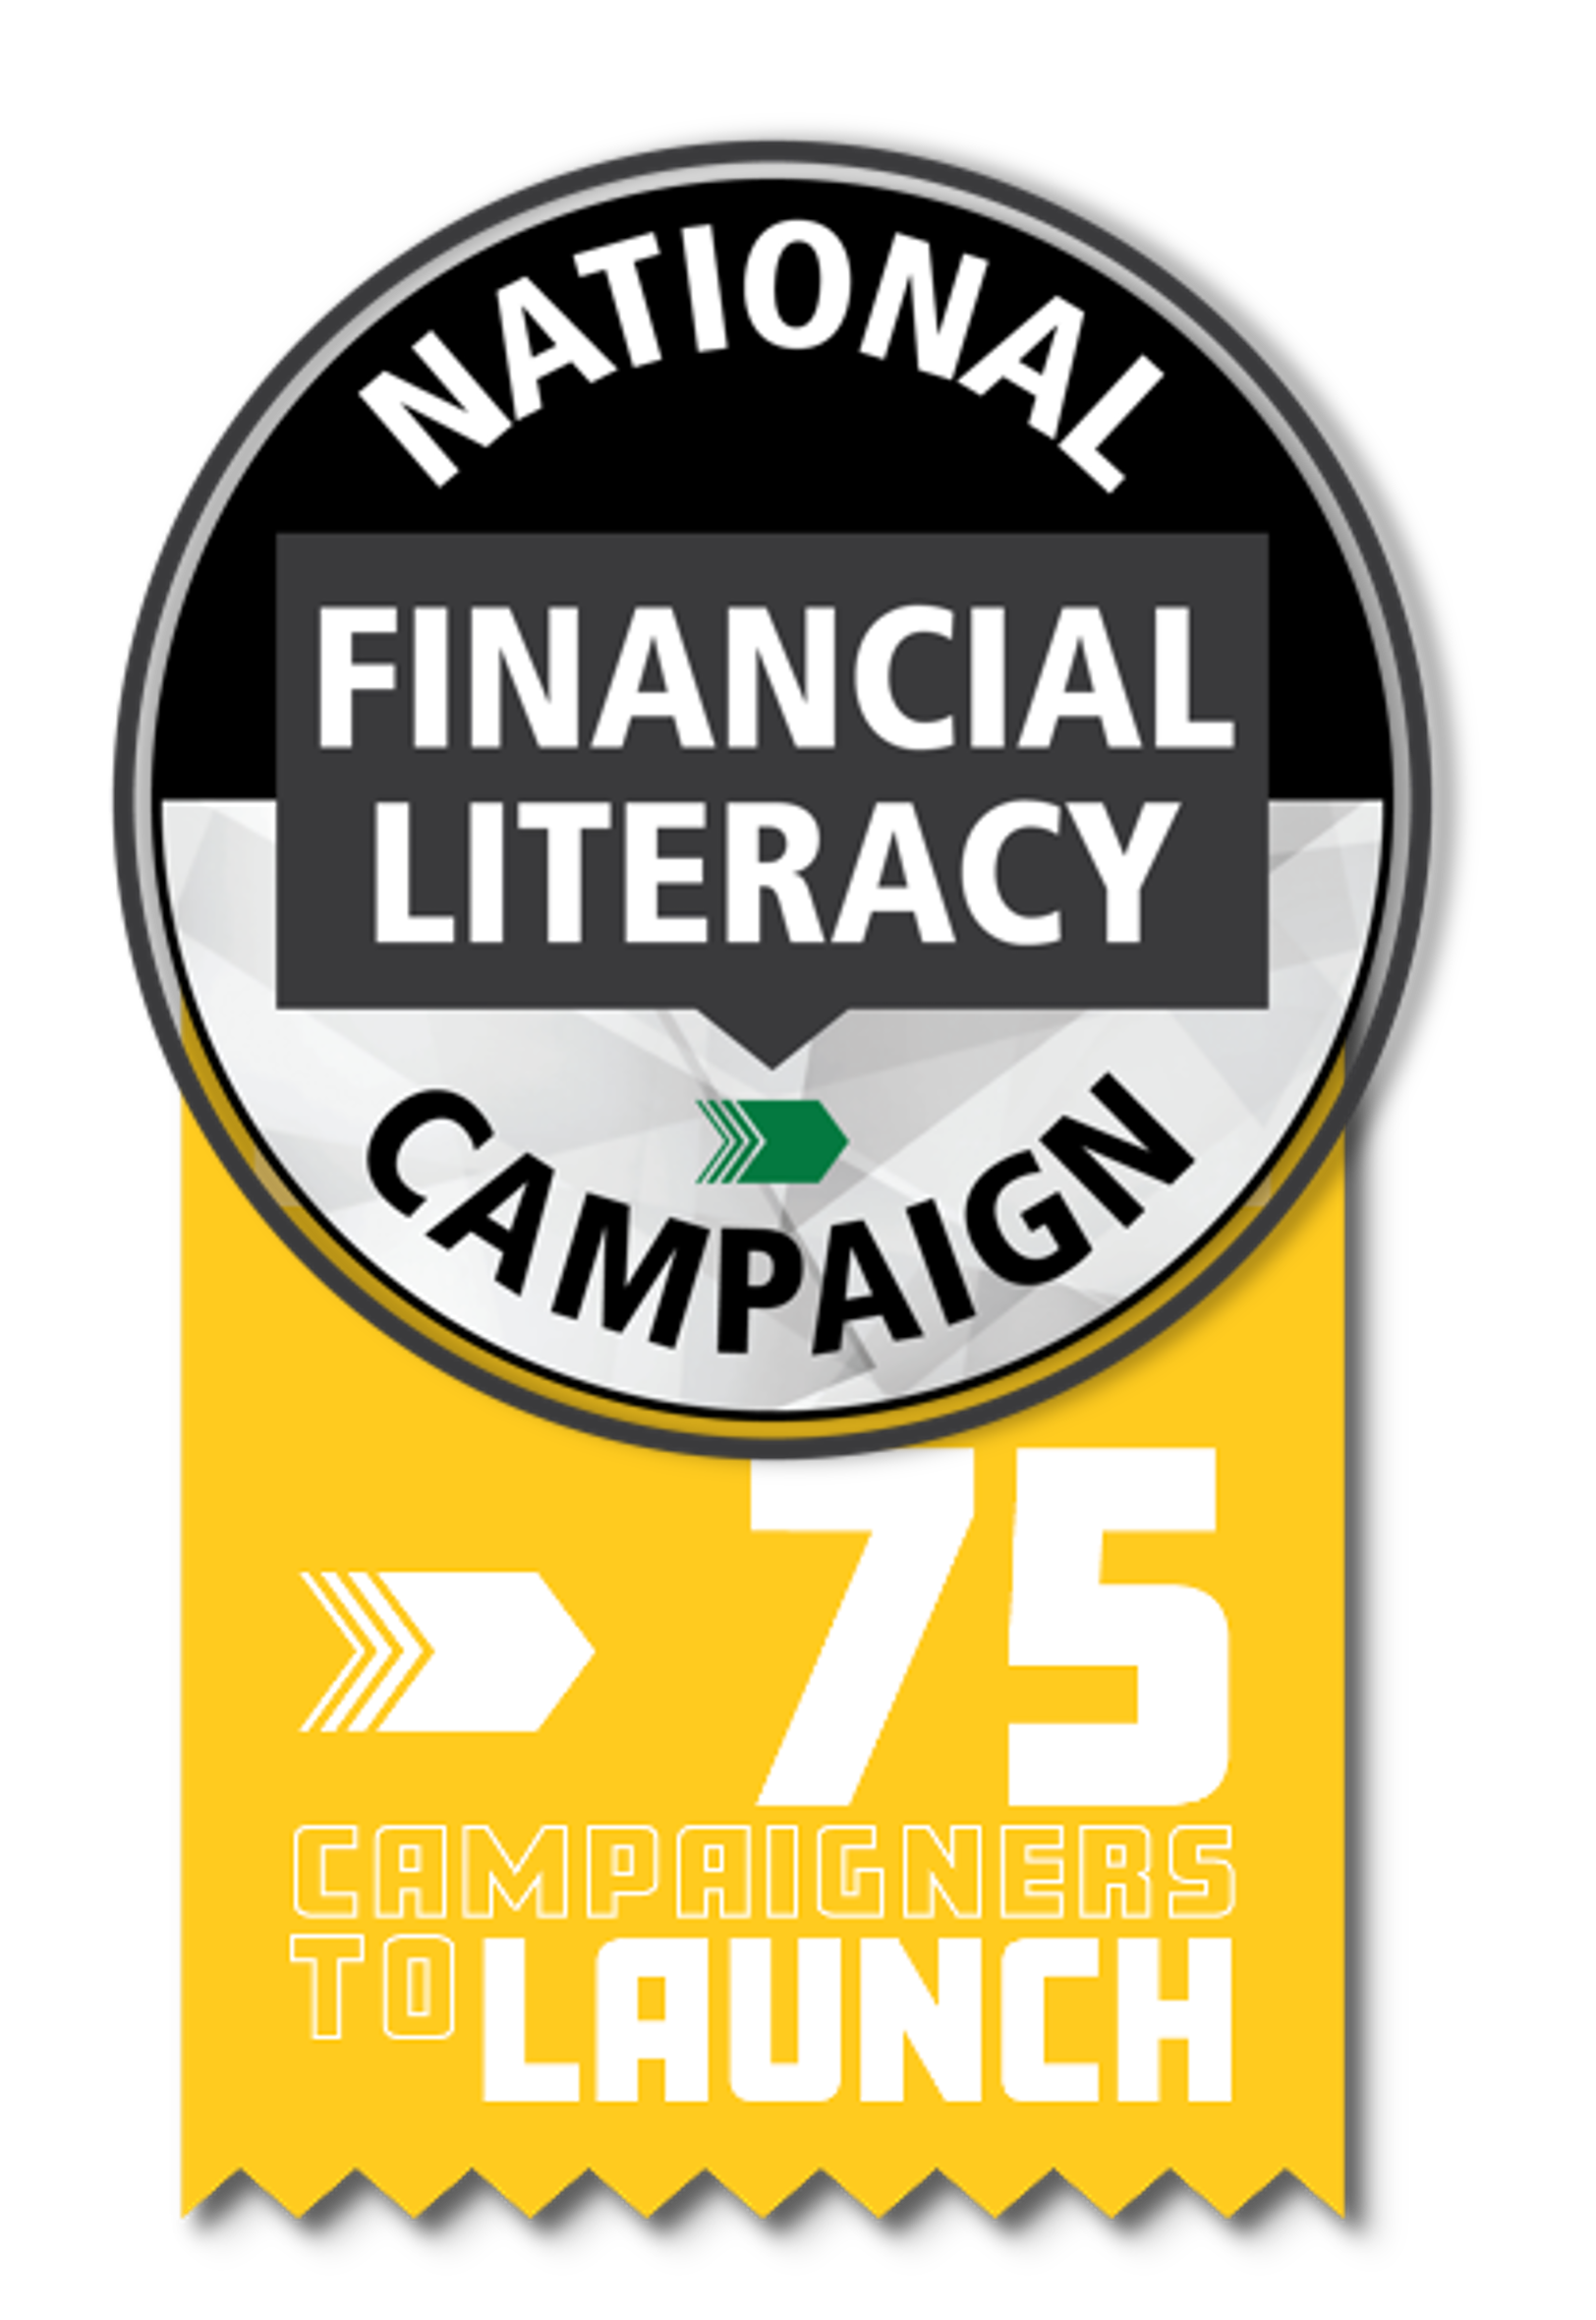 NATIONAL
FINANCIAL
LITERACY
CAMPAIGN
75
CAMPAIGNERS
TO LAUNCH